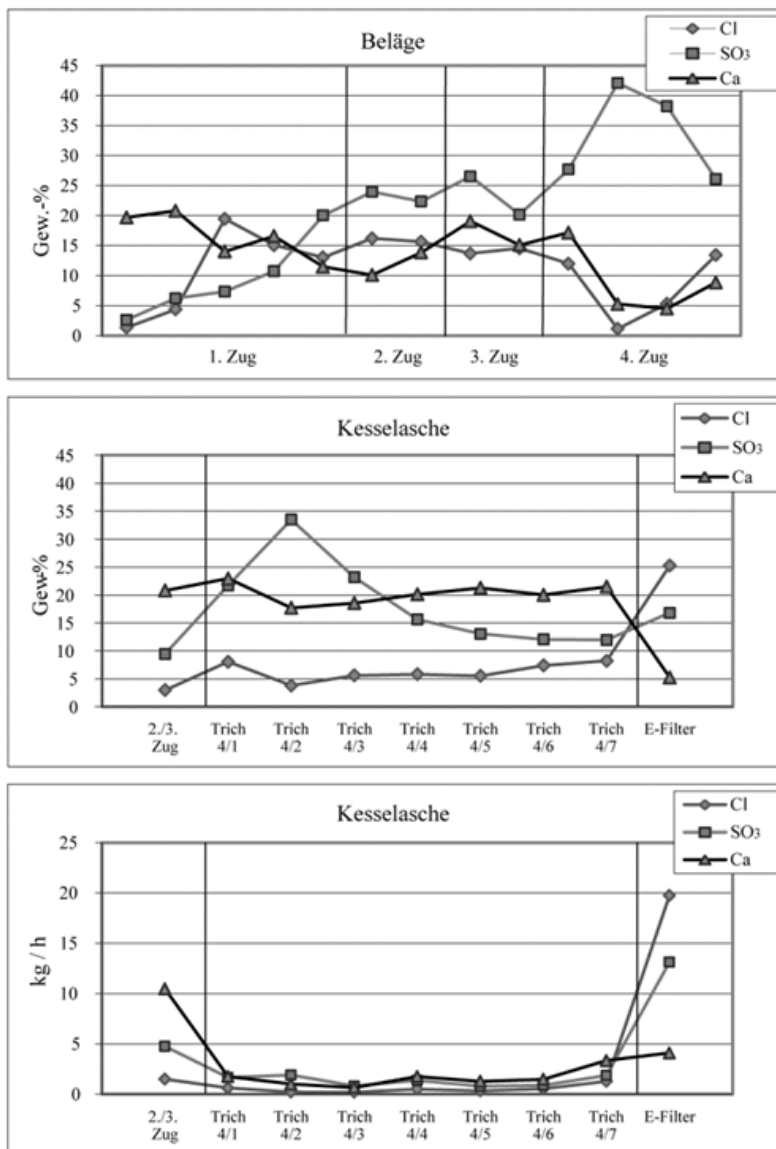 Beläge
Cl
SO₃
Ca
45
40
35
30
25
20
15
10
5
0
Gew.-%
1. Zug
2. Zug
3. Zug
4. Zug
Kesselasche
Cl
SO₃
Ca
45
40
35
30
25
20
15
10
5
0
Gew-%
2./3. Zug
Trich 4/1
Trich 4/2
Trich 4/3
Trich 4/4
Trich 4/5
Trich 4/6
Trich 4/7
E-Filter
Kesselasche
Cl
SO₃
Ca
25
20
15
10
5
0
kg / h
2./3. Zug
Trich 4/1
Trich 4/2
Trich 4/3
Trich 4/4
Trich 4/5
Trich 4/6
Trich 4/7
E-Filter